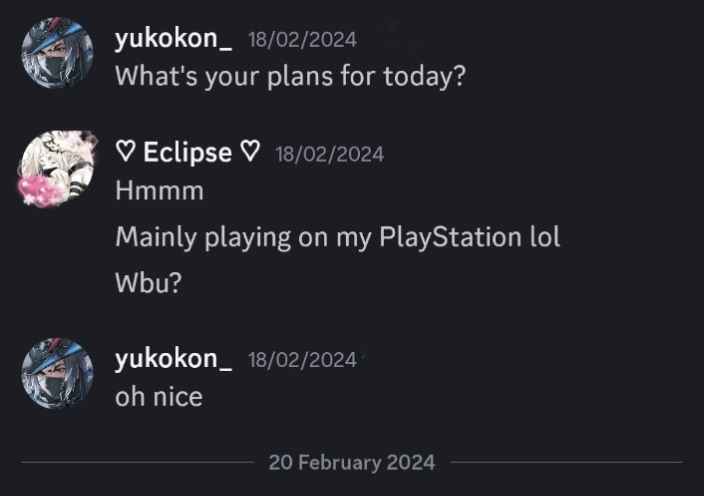 yukokon_ 18/02/2024
What's your plans for today?
♡ Eclipse ♡ 18/02/2024
Hmmm
Mainly playing on my PlayStation lol
Wbu?
yukokon_ 18/02/2024
oh nice
20 February 2024